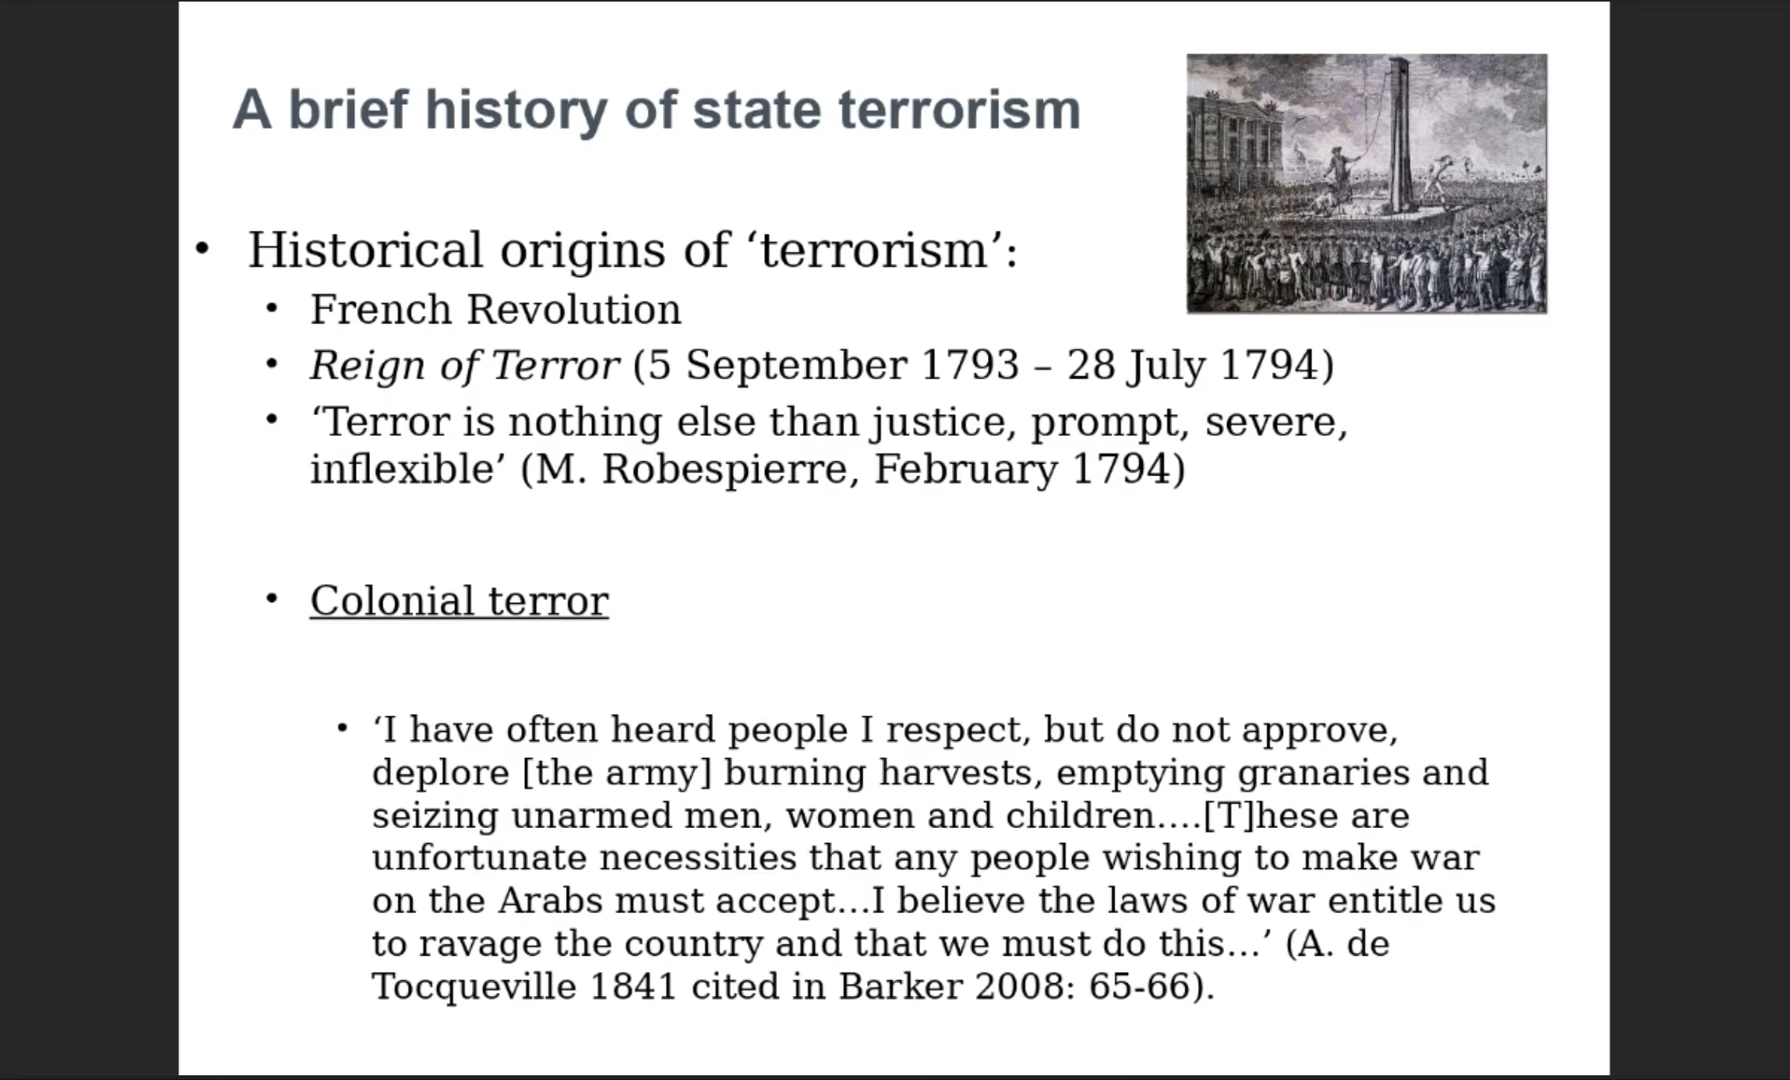 A brief history of state terrorism
• Historical origins of ‘terrorism’:
• French Revolution
• Reign of Terror (5 September 1793 – 28 July 1794)
• ‘Terror is nothing else than justice, prompt, severe,
inflexible’ (M. Robespierre, February 1794)
• Colonial terror
• ‘I have often heard people I respect, but do not approve,
deplore [the army] burning harvests, emptying granaries and
seizing unarmed men, women and children….[T]hese are
unfortunate necessities that any people wishing to make war
on the Arabs must accept…I believe the laws of war entitle us
to ravage the country and that we must do this…’ (A. de
Tocqueville 1841 cited in Barker 2008: 65-66).